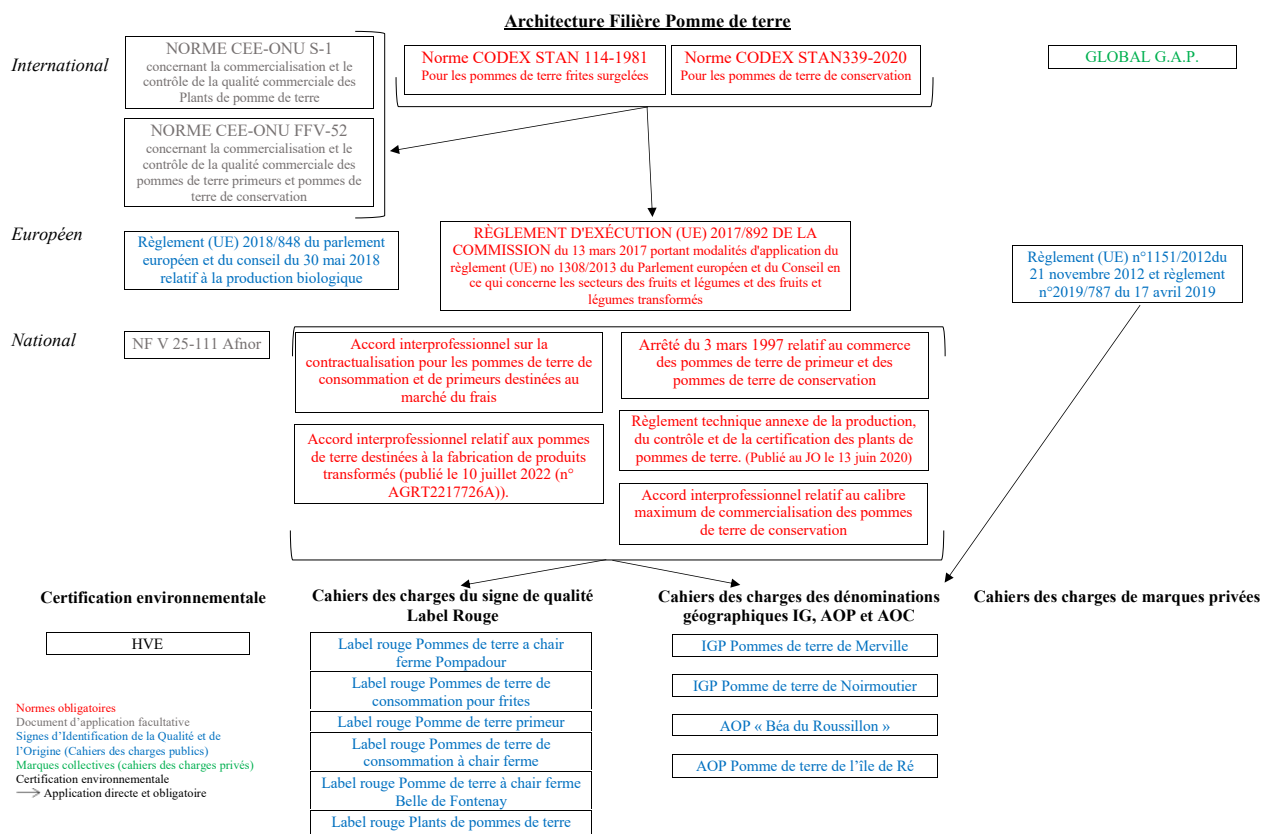 Architecture Filière Pomme de terre
International
NORME CEE-ONU S-1
concernant la commercialisation et le
contrôle de la qualité commerciale des
Plants de pomme de terre
Norme CODEX STAN 114-1981
Pour les pommes de terre frites surgelées
Norme CODEX STAN339-2020
Pour les pommes de terre de conservation
GLOBAL G.A.P.
NORME CEE-ONU FFV-52
concernant la commercialisation et le
contrôle de la qualité commerciale des
pommes de terre primeurs et pommes de
terre de conservation
Européen
Règlement (UE) 2018/848 du parlement
européen et du conseil du 30 mai 2018
relatif à la production biologique
RÈGLEMENT D'EXÉCUTION (UE) 2017/892 DE LA
COMMISSION du 13 mars 2017 portant modalités d'application du
règlement (UE) no 1308/2013 du Parlement européen et du Conseil en
ce qui concerne les secteurs des fruits et légumes et des fruits et
légumes transformés
Règlement (UE) n°1151/2012du
21 novembre 2012 et règlement
n°2019/787 du 17 avril 2019
National
NF V 25-111 Afnor
Accord interprofessionnel sur la
contractualisation pour les pommes de terre de
consommation et de primeurs destinées au
marché du frais
Arrêté du 3 mars 1997 relatif au commerce
des pommes de terre de primeur et des
pommes de terre de conservation
Accord interprofessionnel relatif aux pommes
de terre destinées à la fabrication de produits
transformés (publié le 10 juillet 2022 (n°
AGRT2217726A)).
Règlement technique annexe de la production,
du contrôle et de la certification des plants de
pommes de terre. (Publié au JO le 13 juin 2020)
Accord interprofessionnel relatif au calibre
maximum de commercialisation des pommes
de terre de conservation
Certification environnementale
HVE
Cahiers des charges du signe de qualité
Label Rouge
Label rouge Pommes de terre a chair
ferme Pompadour
Label rouge Pommes de terre de
consommation pour frites
Label rouge Pomme de terre primeur
Label rouge Pommes de terre de
consommation à chair ferme
Label rouge Pomme de terre à chair ferme
Belle de Fontenay
Label rouge Plants de pommes de terre
Cahiers des charges des dénominations
géographiques IG, AOP et AOC
IGP Pommes de terre de Merville
IGP Pomme de terre de Noirmoutier
AOP « Béa du Roussillon »
AOP Pomme de terre de l'île de Ré
Cahiers des charges de marques privées
Normes obligatoires
Document d'application facultative
Signes d'Identification de la Qualité et de
l'Origine (Cahiers des charges publics)
Marques collectives (cahiers des charges privés)
Certification environnementale
Application directe et obligatoire